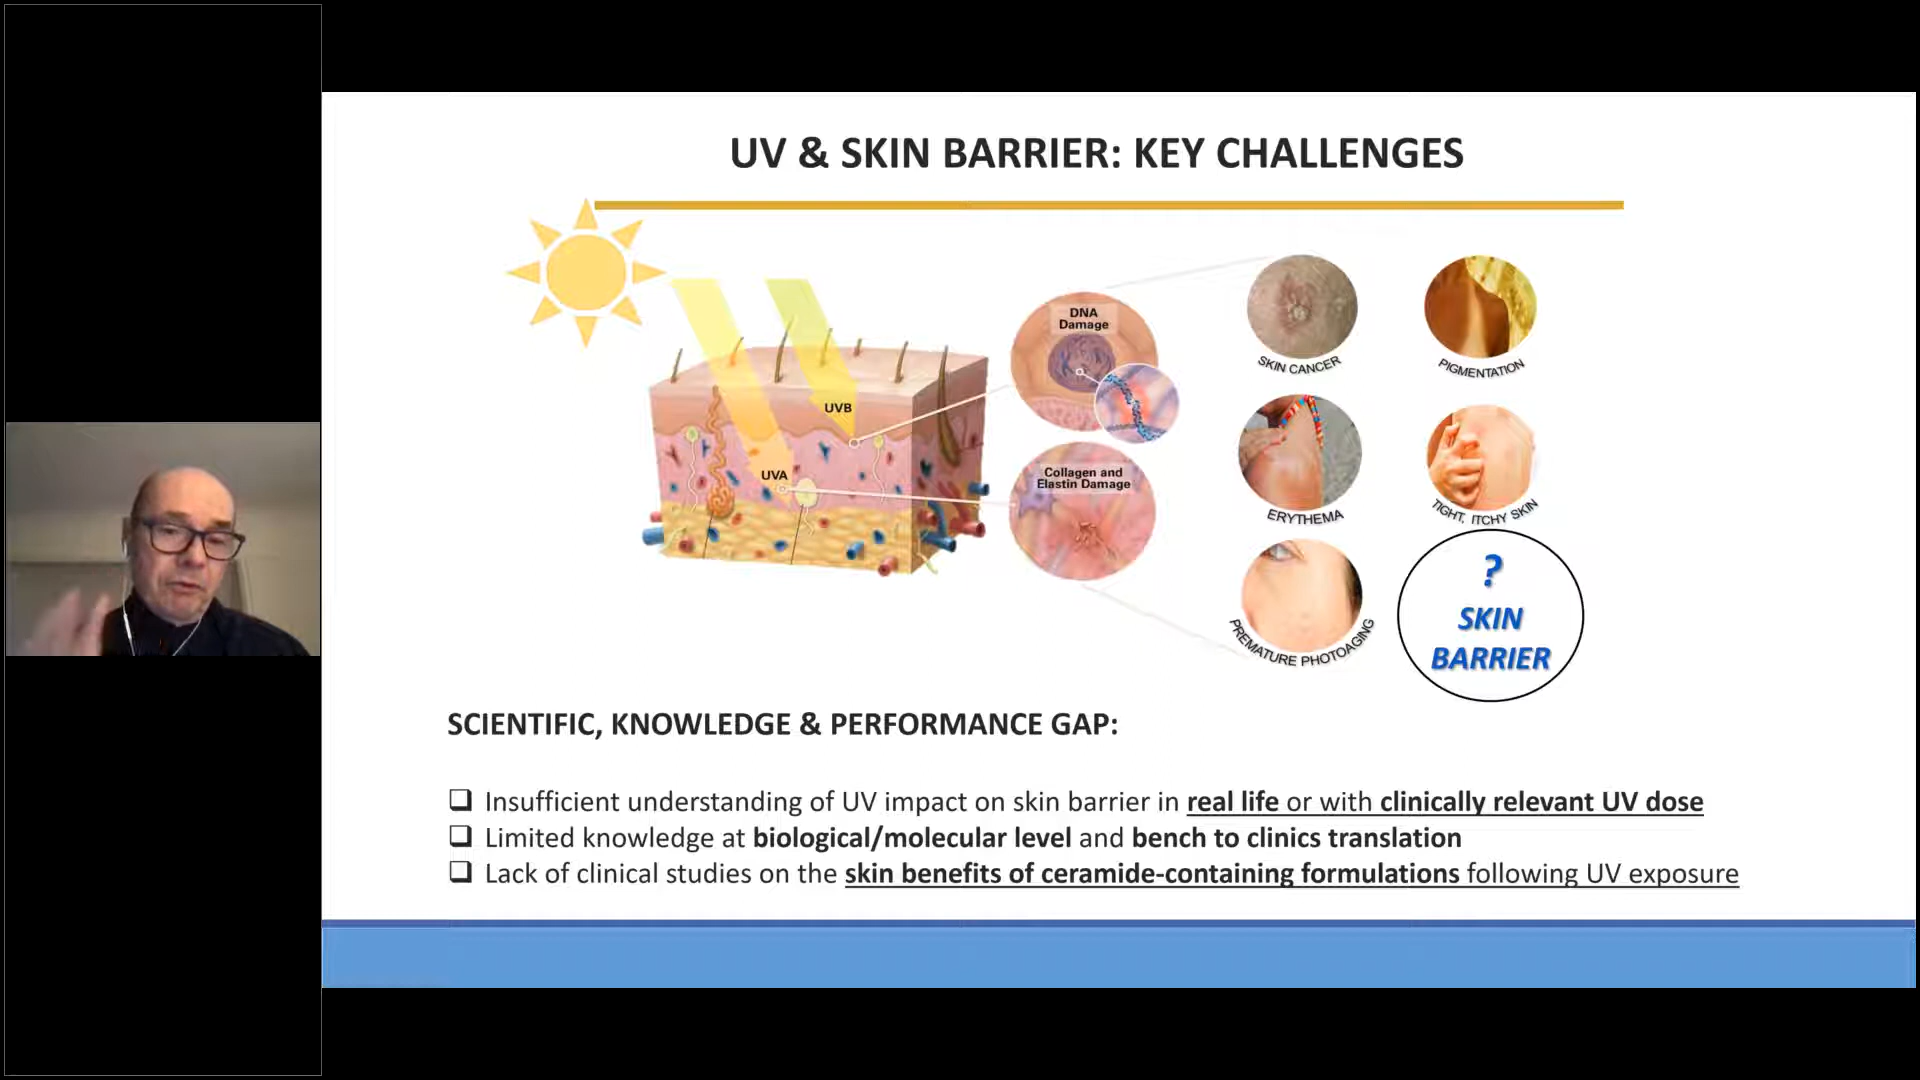 UV & SKIN BARRIER: KEY CHALLENGES
DNA
Damage
UVB
UVA
Collagen and
Elastin Damage
SKIN CANCER
PIGMENTATION
ERYTHEMA
TIGHT, ITCHY SKIN
PREMATURE PHOTOAGING
?
SKIN
BARRIER
SCIENTIFIC, KNOWLEDGE & PERFORMANCE GAP:
❑ Insufficient understanding of UV impact on skin barrier in real life or with clinically relevant UV dose
❑ Limited knowledge at biological/molecular level and bench to clinics translation
❑ Lack of clinical studies on the skin benefits of ceramide-containing formulations following UV exposure